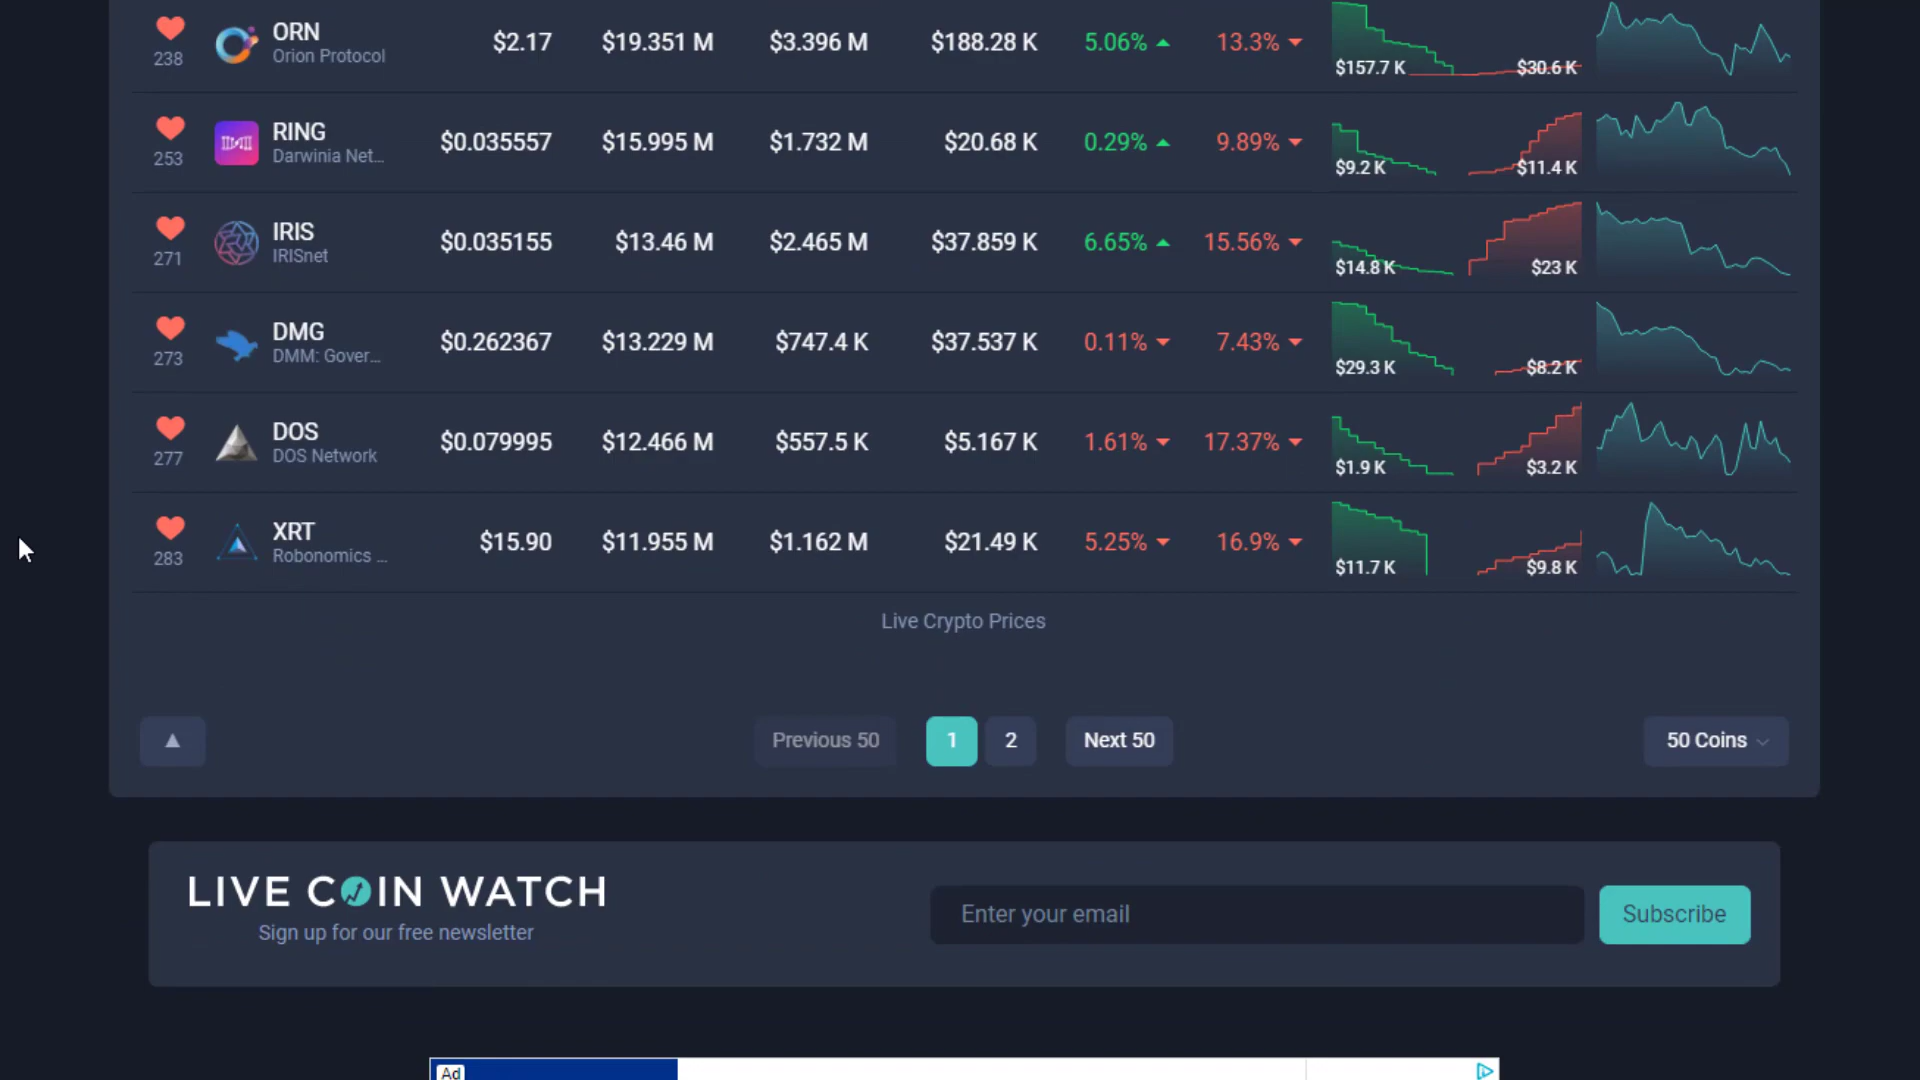 238 ORN $2.17 $19.351 M $3.396 M $188.28 K 5.06% 13.3% $157.7 K $30.6 K
Orion Protocol
253 RING $0.035557 $15.995 M $1.732 M $20.68 K 0.29% 9.89% $9.2 K $11.4 K
Darwinia Net...
271 IRIS $0.035155 $13.46 M $2.465 M $37.859 K 6.65% 15.56% $14.8 K $23 K
IRISnet
273 DMG $0.262367 $13.229 M $747.4 K $37.537 K 0.11% 7.43% $29.3 K $8.2 K
DMM: Gover...
277 DOS $0.079995 $12.466 M $557.5 K $5.167 K 1.61% 17.37% $1.9 K $3.2 K
DOS Network
283 XRT $15.90 $11.955 M $1.162 M $21.49 K 5.25% 16.9% $11.7 K $9.8 K
Robonomics ...
Live Crypto Prices
Previous 50 1 2 Next 50 50 Coins
LIVE COIN WATCH
Sign up for our free newsletter
Enter your email Subscribe
Ad